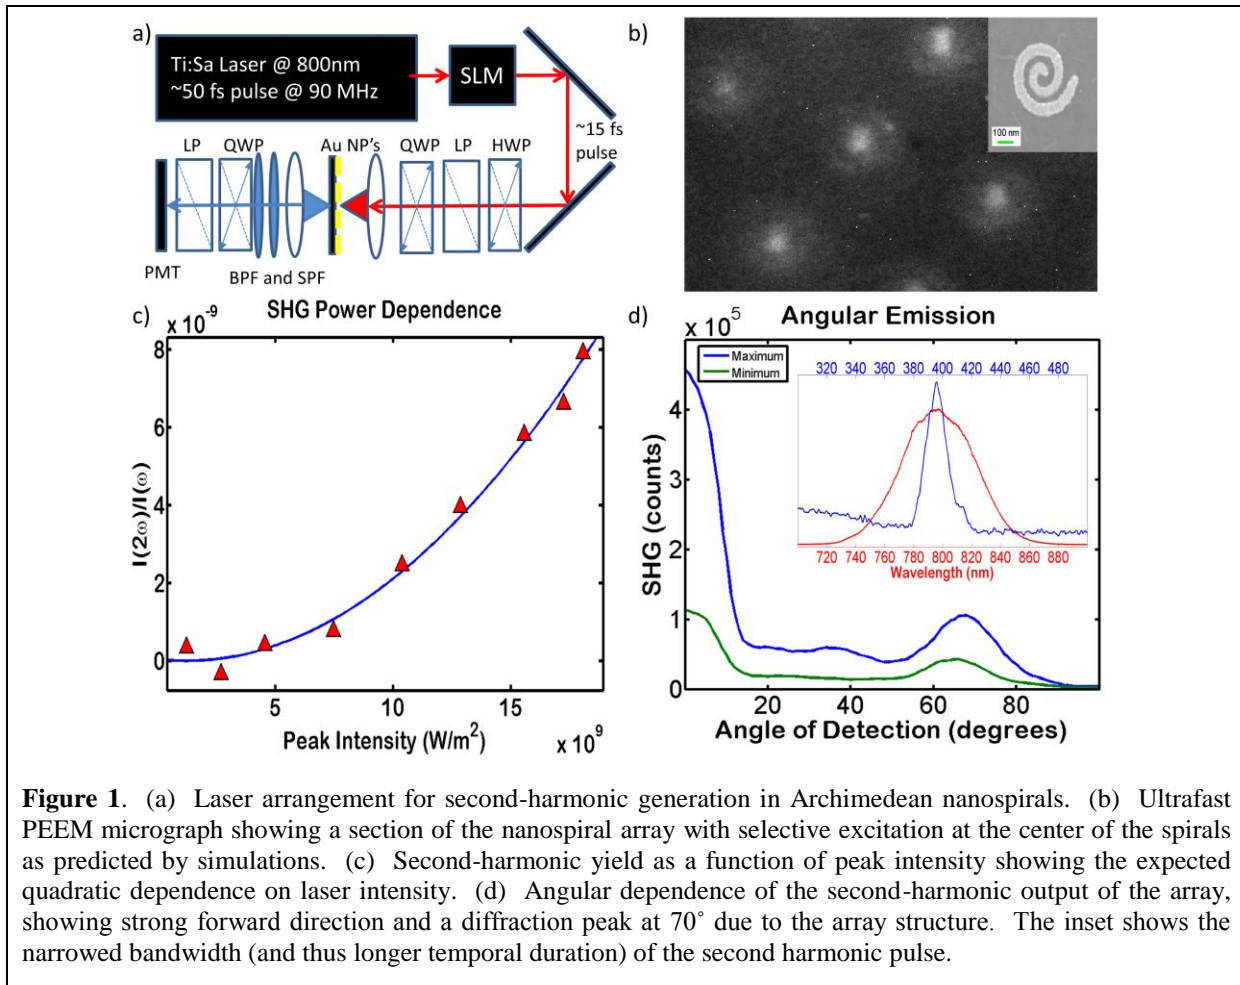 a)
Ti:Sa Laser @ 800nm
~50 fs pulse @ 90 MHz
SLM
~15 fs
pulse
LP
QWP
Au NP's
QWP
LP
HWP
PMT
BPF and SPF
b)
100 nm
c)
SHG Power Dependence
x 10⁻⁹
8
6
4
2
0
I(2ω)/I(ω)
5
10
15
Peak Intensity (W/m²)
x 10⁹
d)
Angular Emission
x 10⁵
Maximum
Minimum
4
3
2
1
0
SHG (counts)
320 340 360 380 400 420 440 460 480
720 740 760 780 800 820 840 860 880
Wavelength (nm)
20
40
60
80
Angle of Detection (degrees)
Figure 1. (a) Laser arrangement for second-harmonic generation in Archimedean nanospirals. (b) Ultrafast
PEEM micrograph showing a section of the nanospiral array with selective excitation at the center of the spirals
as predicted by simulations. (c) Second-harmonic yield as a function of peak intensity showing the expected
quadratic dependence on laser intensity. (d) Angular dependence of the second-harmonic output of the array,
showing strong forward direction and a diffraction peak at 70˚ due to the array structure. The inset shows the
narrowed bandwidth (and thus longer temporal duration) of the second harmonic pulse.